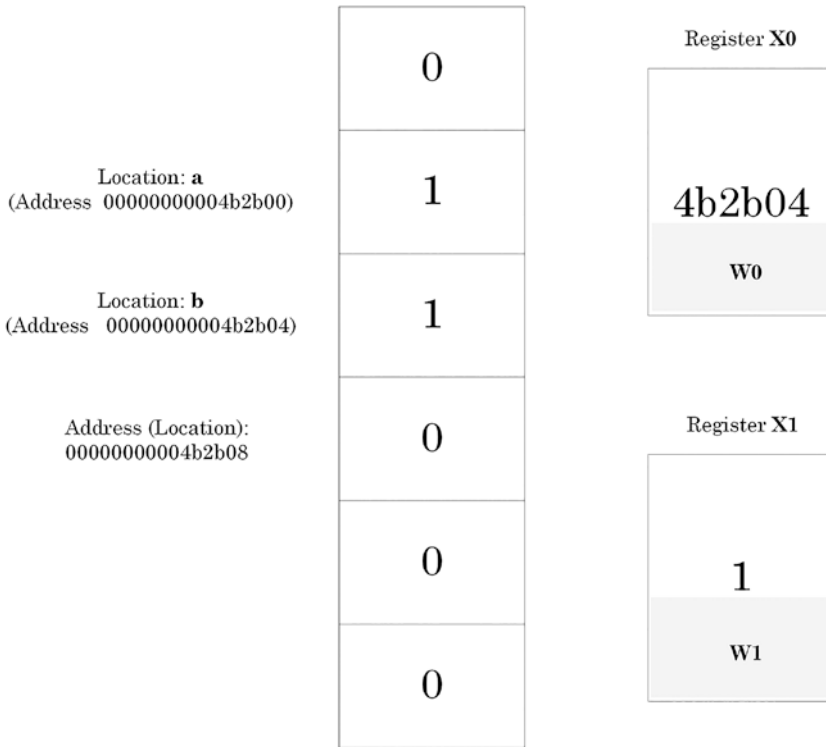 0
Register X0
Location: a
(Address 00000000004b2b00)
1
4b2b04
W0
Location: b
(Address 00000000004b2b04)
1
Address (Location):
00000000004b2b08
0
Register X1
0
1
W1
0